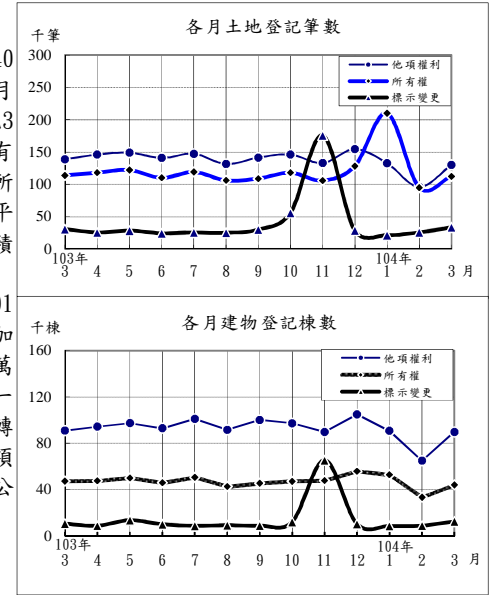 40
月
.3
有
所
平
積
01
加
萬
一
轉
項
公
各月土地登記筆數
千筆
300
250
200
150
100
50
0
他項權利
所有權
標示變更
103年 104年
3 4 5 6 7 8 9 10 11 12 1 2 3 月
各月建物登記棟數
千棟
160
120
80
40
0
他項權利
所有權
標示變更
103年 104年
3 4 5 6 7 8 9 10 11 12 1 2 3 月